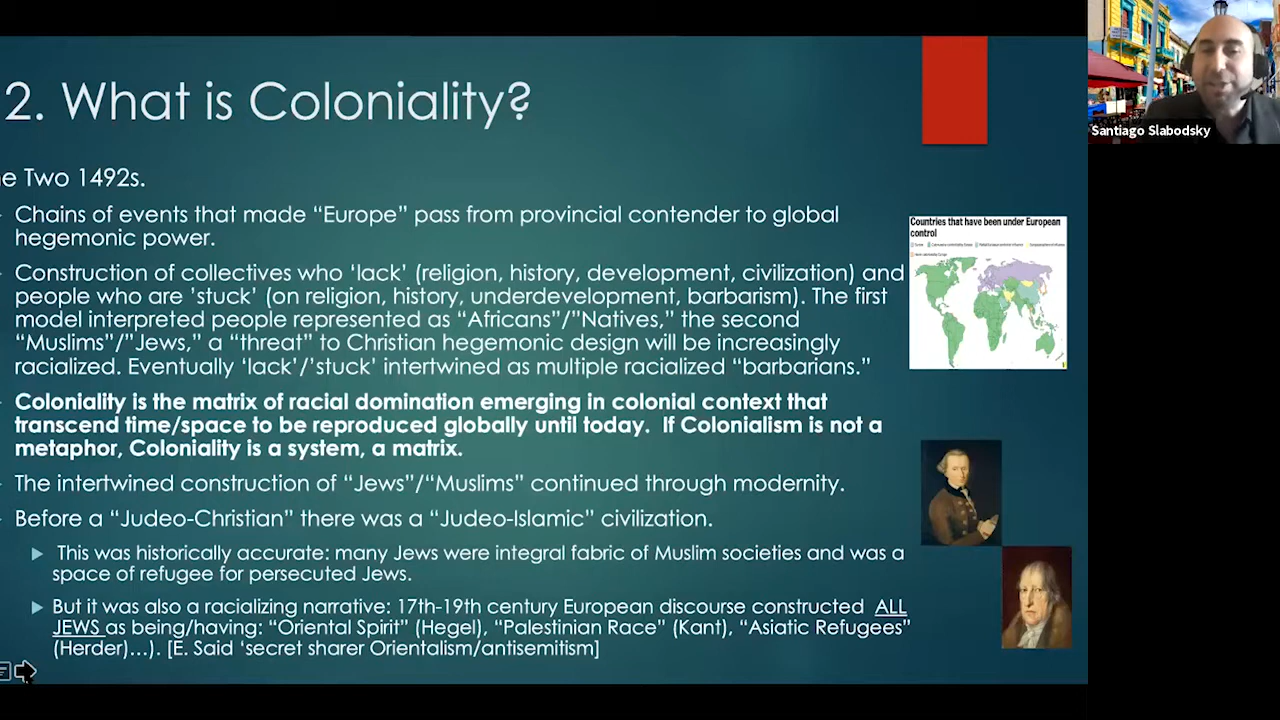 2. What is Coloniality?
e Two 1492s.
Chains of events that made “Europe” pass from provincial contender to global
hegemonic power.
Construction of collectives who ‘lack’ (religion, history, development, civilization) and
people who are ’stuck’ (on religion, history, underdevelopment, barbarism). The first
model interpreted people represented as “Africans”/”Natives,” the second
“Muslims”/”Jews,” a “threat” to Christian hegemonic design will be increasingly
racialized. Eventually ‘lack’/’stuck’ intertwined as multiple racialized “barbarians.”
Coloniality is the matrix of racial domination emerging in colonial context that
transcend time/space to be reproduced globally until today. If Colonialism is not a
metaphor, Coloniality is a system, a matrix.
The intertwined construction of “Jews”/“Muslims” continued through modernity.
Before a “Judeo-Christian” there was a “Judeo-Islamic” civilization.
This was historically accurate: many Jews were integral fabric of Muslim societies and was a
space of refugee for persecuted Jews.
But it was also a racializing narrative: 17th-19th century European discourse constructed ALL
JEWS as being/having: “Oriental Spirit” (Hegel), “Palestinian Race” (Kant), “Asiatic Refugees”
(Herder)…). [E. Said ‘secret sharer Orientalism/antisemitism]
Countries that have been under European
control
Santiago Slabodsky